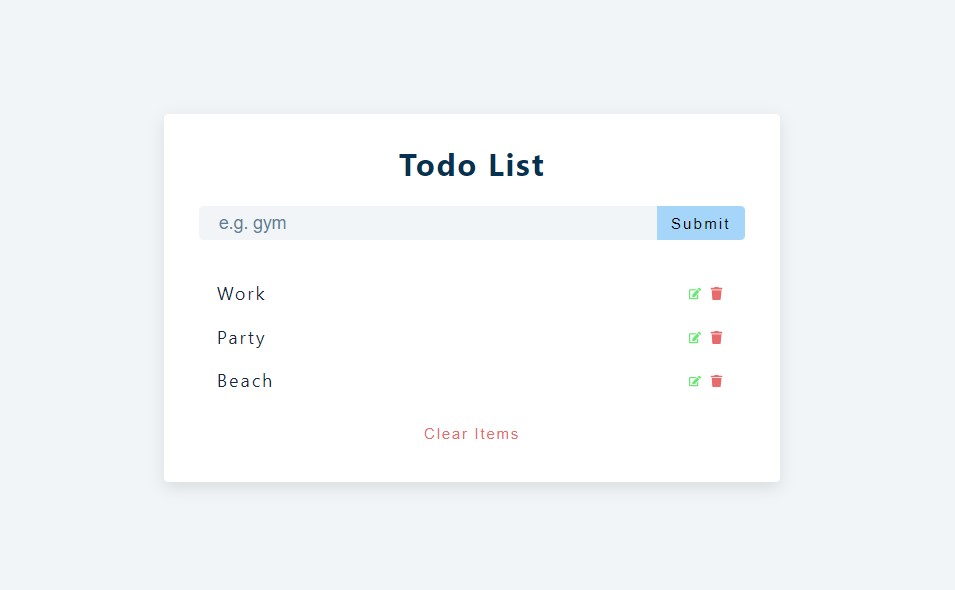 Todo List
e.g. gym
Submit
Work
Party
Beach
Clear Items